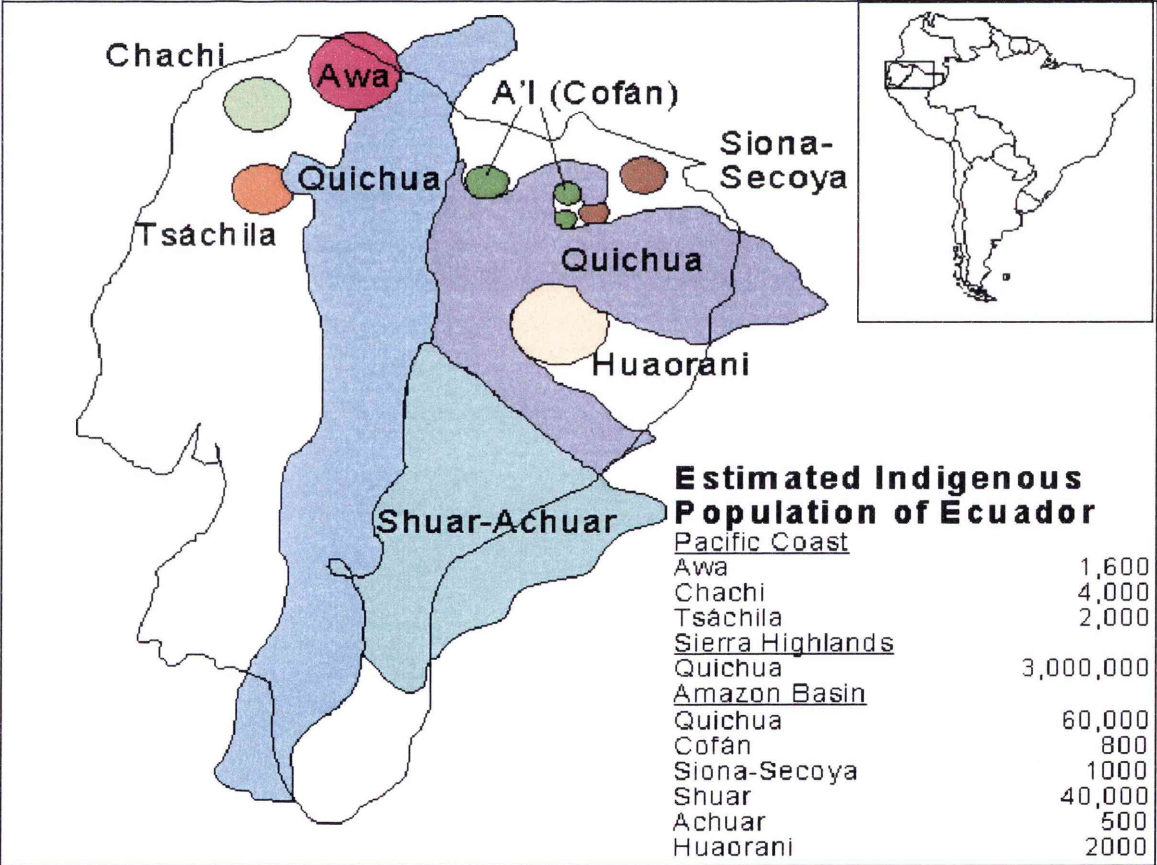 Chachi
Awa
A'I (Cofán)
Siona-
Secoya
Quichua
Tsáchila
Quichua
Huaorani
Shuar-Achuar
Estimated Indigenous
Population of Ecuador
Pacific Coast
Awa 1,600
Chachi 4,000
Tsáchila 2,000
Sierra Highlands
Quichua 3,000,000
Amazon Basin
Quichua 60,000
Cofán 800
Siona-Secoya 1000
Shuar 40,000
Achuar 500
Huaorani 2000